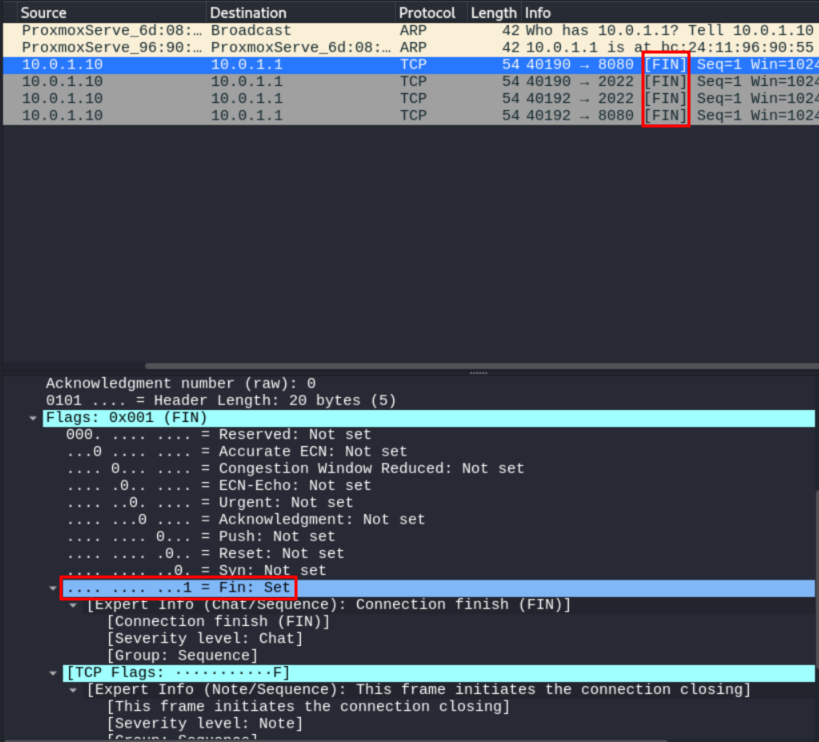 Source Destination Protocol Length Info
ProxmoxServe_6d:08:… Broadcast ARP 42 Who has 10.0.1.1? Tell 10.0.1.10
ProxmoxServe_96:90:… ProxmoxServe_6d:08:… ARP 42 10.0.1.1 is at bc:24:11:96:90:55
10.0.1.10 10.0.1.1 TCP 54 40190 → 8080 [FIN] Seq=1 Win=1024
10.0.1.10 10.0.1.1 TCP 54 40190 → 2022 [FIN] Seq=1 Win=1024
10.0.1.10 10.0.1.1 TCP 54 40192 → 2022 [FIN] Seq=1 Win=1024
10.0.1.10 10.0.1.1 TCP 54 40192 → 8080 [FIN] Seq=1 Win=1024
Acknowledgment number (raw): 0
0101 .... = Header Length: 20 bytes (5)
Flags: 0x001 (FIN)
000. .... .... = Reserved: Not set
...0 .... .... = Accurate ECN: Not set
.... 0... .... = Congestion Window Reduced: Not set
.... .0.. .... = ECN-Echo: Not set
.... ..0. .... = Urgent: Not set
.... ...0 .... = Acknowledgment: Not set
.... .... 0... = Push: Not set
.... .... .0.. = Reset: Not set
.... .... ..0. = Syn: Not set
.... .... ...1 = Fin: Set
[Expert Info (Chat/Sequence): Connection finish (FIN)]
[Connection finish (FIN)]
[Severity level: Chat]
[Group: Sequence]
[TCP Flags: ···········F]
[Expert Info (Note/Sequence): This frame initiates the connection closing]
[This frame initiates the connection closing]
[Severity level: Note]
[Group: Sequence]